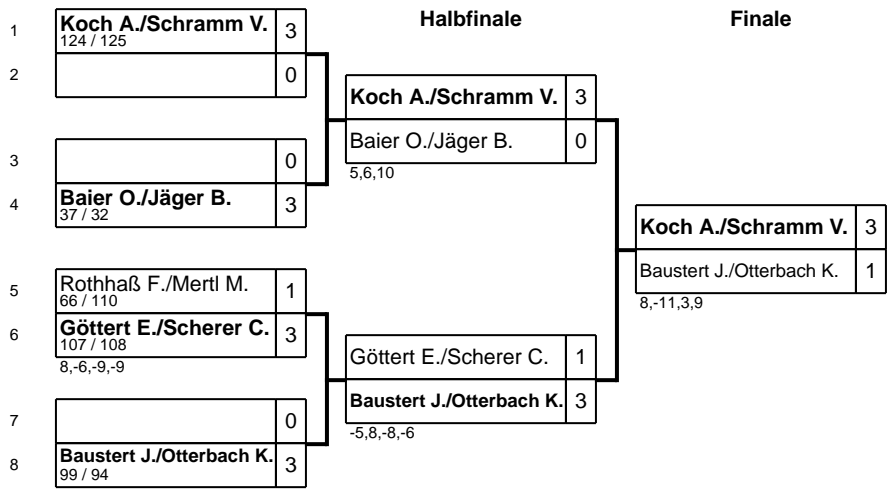 Halbfinale
Finale
1
Koch A./Schramm V. 3
124 / 125
2
0
3
0
4
Baier O./Jäger B. 3
37 / 32
5
Rothhaß F./Mertl M. 1
66 / 110
6
Göttert E./Scherer C. 3
107 / 108
8,-6,-9,-9
7
0
8
Baustert J./Otterbach K. 3
99 / 94
Koch A./Schramm V. 3
Baier O./Jäger B. 0
5,6,10
Göttert E./Scherer C. 1
Baustert J./Otterbach K. 3
-5,8,-8,-6
Koch A./Schramm V. 3
Baustert J./Otterbach K. 1
8,-11,3,9